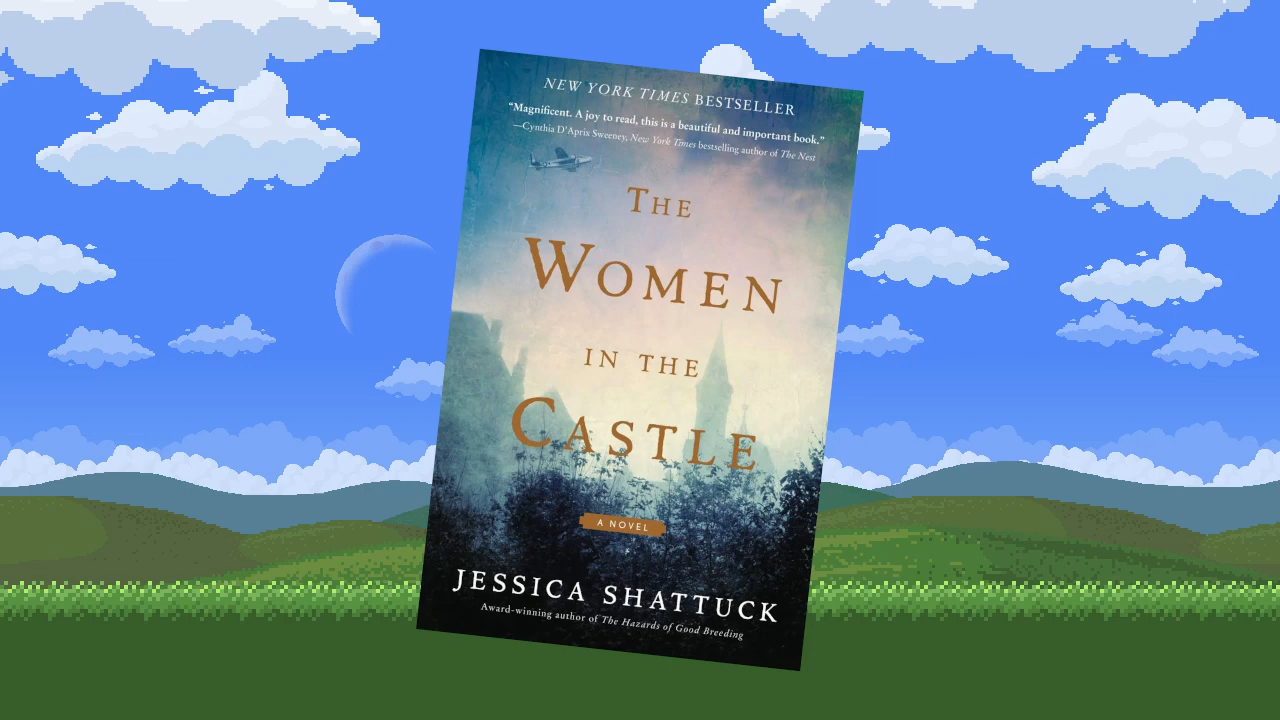 NEW YORK TIMES BESTSELLER
“Magnificent. A joy to read, this is a beautiful and important book.”
—Cynthia D’Aprix Sweeney, New York Times bestselling author of The Nest
THE
WOMEN
IN THE
CASTLE
A NOVEL
JESSICA SHATTUCK
Award-winning author of The Hazards of Good Breeding